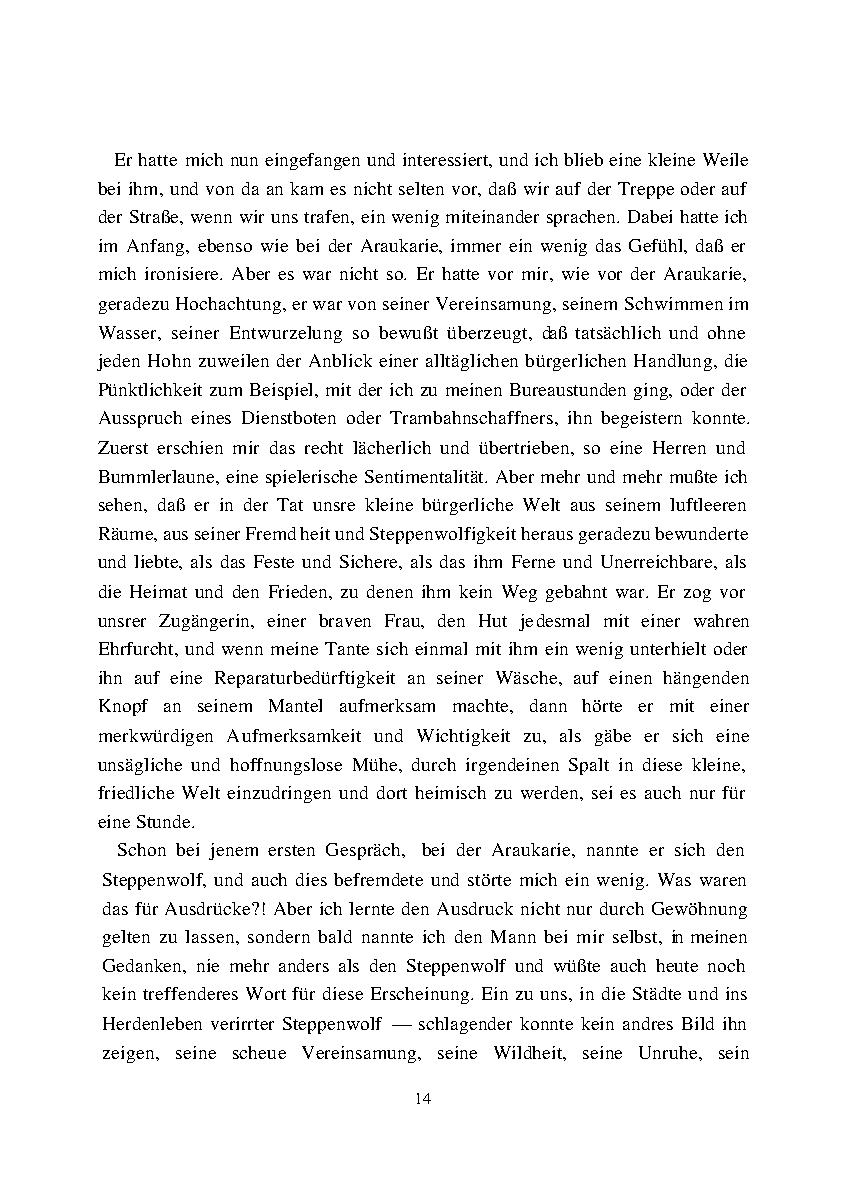 Er hatte mich nun eingefangen und interessiert, und ich blieb eine kleine Weile
bei ihm, und von da an kam es nicht selten vor, daß wir auf der Treppe oder auf
der Straße, wenn wir uns trafen, ein wenig miteinander sprachen. Dabei hatte ich
im Anfang, ebenso wie bei der Araukarie, immer ein wenig das Gefühl, daß er
mich ironisiere. Aber es war nicht so. Er hatte vor mir, wie vor der Araukarie,
geradezu Hochachtung, er war von seiner Vereinsamung, seinem Schwimmen im
Wasser, seiner Entwurzelung so bewußt überzeugt, daß tatsächlich und ohne
jeden Hohn zuweilen der Anblick einer alltäglichen bürgerlichen Handlung, die
Pünktlichkeit zum Beispiel, mit der ich zu meinen Bureaustunden ging, oder der
Ausspruch eines Dienstboten oder Trambahnschaffners, ihn begeistern konnte.
Zuerst erschien mir das recht lächerlich und übertrieben, so eine Herren und
Bummlerlaune, eine spielerische Sentimentalität. Aber mehr und mehr mußte ich
sehen, daß er in der Tat unsre kleine bürgerliche Welt aus seinem luftleeren
Räume, aus seiner Fremdheit und Steppenwolfigkeit heraus geradezu bewunderte
und liebte, als das Feste und Sichere, als das ihm Ferne und Unerreichbare, als
die Heimat und den Frieden, zu denen ihm kein Weg gebahnt war. Er zog vor
unsrer Zugängerin, einer braven Frau, den Hut jedesmal mit einer wahren
Ehrfurcht, und wenn meine Tante sich einmal mit ihm ein wenig unterhielt oder
ihn auf eine Reparaturbedürftigkeit an seiner Wäsche, auf einen hängenden
Knopf an seinem Mantel aufmerksam machte, dann hörte er mit einer
merkwürdigen Aufmerksamkeit und Wichtigkeit zu, als gäbe er sich eine
unsägliche und hoffnungslose Mühe, durch irgendeinen Spalt in diese kleine,
friedliche Welt einzudringen und dort heimisch zu werden, sei es auch nur für
eine Stunde.
Schon bei jenem ersten Gespräch, bei der Araukarie, nannte er sich den
Steppenwolf, und auch dies befremdete und störte mich ein wenig. Was waren
das für Ausdrücke?! Aber ich lernte den Ausdruck nicht nur durch Gewöhnung
gelten zu lassen, sondern bald nannte ich den Mann bei mir selbst, in meinen
Gedanken, nie mehr anders als den Steppenwolf und wüßte auch heute noch
kein treffenderes Wort für diese Erscheinung. Ein zu uns, in die Städte und ins
Herdenleben verirrter Steppenwolf — schlagender konnte kein andres Bild ihn
zeigen, seine scheue Vereinsamung, seine Wildheit, seine Unruhe, sein
14